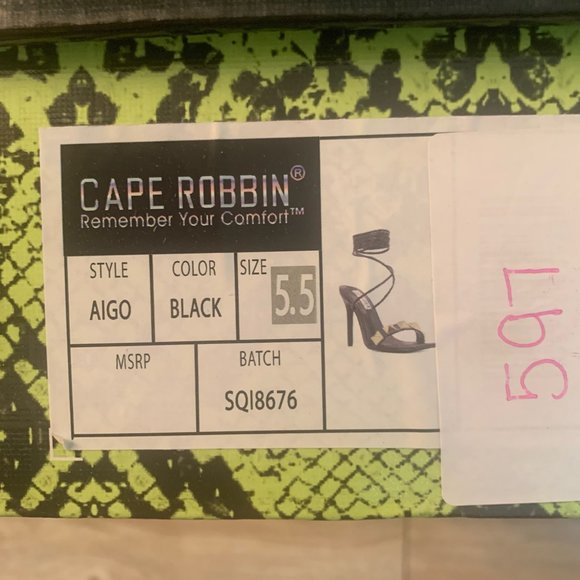 CAPE ROBBIN®
Remember Your Comfort™
STYLE
AIGO
COLOR
BLACK
SIZE
5.5
MSRP
BATCH
SQI8676
597